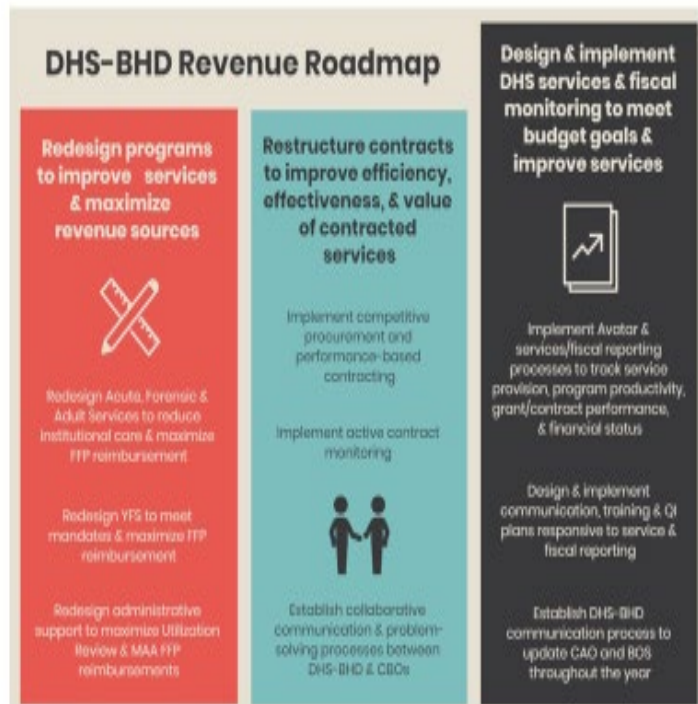 DHS-BHD Revenue Roadmap
Redesign programs
to improve services
& maximize
revenue sources
Redesign Acute, Forensic &
Adult Services to reduce
institutional care & maximize
FFP reimbursement
Redesign YFS to meet
mandates & maximize FFP
reimbursement
Redesign administrative
support to maximize Utilization
Review & MAA FFP
reimbursements
Restructure contracts
to improve efficiency,
effectiveness, & value
of contracted
services
Implement competitive
procurement and
performance-based
contracting
Implement active contract
monitoring
Establish collaborative
communication & problem-
solving processes between
DHS-BHD & CBOs
Design & implement
DHS services & fiscal
monitoring to meet
budget goals &
improve services
Implement Avatar &
services/fiscal reporting
processes to track service
provision, program productivity,
grant/contract performance,
& financial status
Design & implement
communication, training & QI
plans responsive to service &
fiscal reporting
Establish DHS-BHD
communication process to
update CAO and BOS
throughout the year